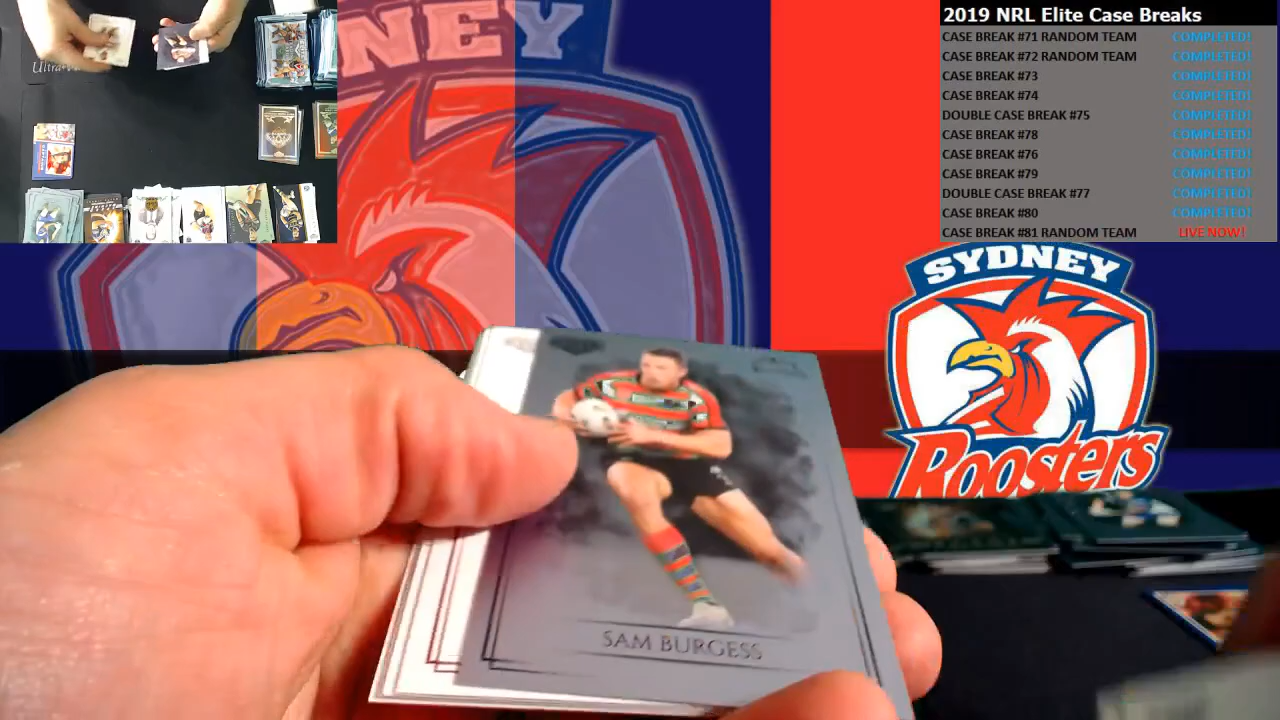 2019 NRL Elite Case Breaks
CASE BREAK #71 RANDOM TEAM COMPLETED!
CASE BREAK #72 RANDOM TEAM COMPLETED!
CASE BREAK #73 COMPLETED!
CASE BREAK #74 COMPLETED!
DOUBLE CASE BREAK #75 COMPLETED!
CASE BREAK #78 COMPLETED!
CASE BREAK #76 COMPLETED!
CASE BREAK #79 COMPLETED!
DOUBLE CASE BREAK #77 COMPLETED!
CASE BREAK #80 COMPLETED!
CASE BREAK #81 RANDOM TEAM LIVE NOW!
NEY
SYDNEY
Roosters
SAM BURGESS